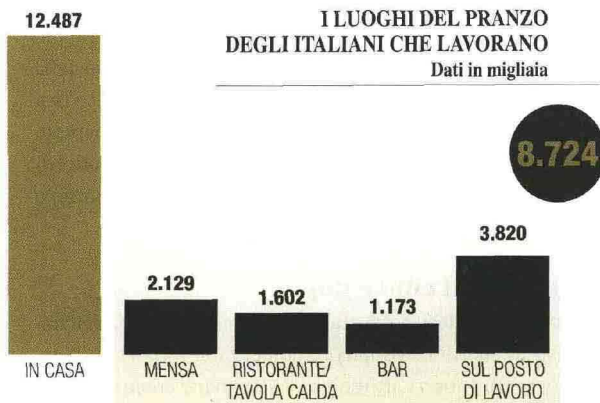 I LUOGHI DEL PRANZO
DEGLI ITALIANI CHE LAVORANO
Dati in migliaia
12.487
8.724
2.129
1.602
1.173
3.820
IN CASA
MENSA
RISTORANTE/
TAVOLA CALDA
BAR
SUL POSTO
DI LAVORO